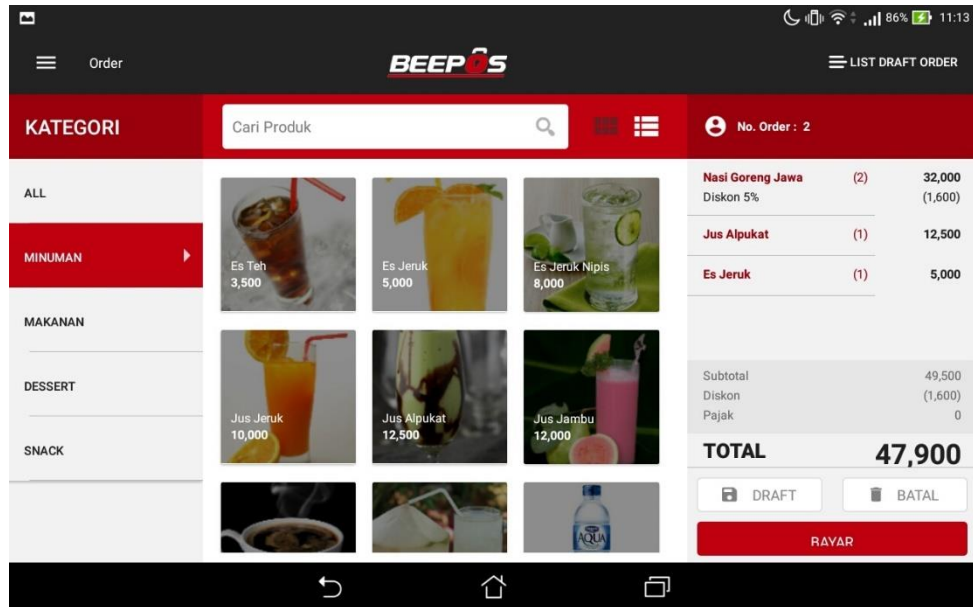 86% 11:13
Order
BEEPOS
LIST DRAFT ORDER
KATEGORI
Cari Produk
No. Order : 2
ALL
MINUMAN
MAKANAN
DESSERT
SNACK
Es Teh
3,500
Es Jeruk
5,000
Es Jeruk Nipis
8,000
Jus Jeruk
10,000
Jus Alpukat
12,500
Jus Jambu
12,000
AQUA
Nasi Goreng Jawa (2) 32,000
Diskon 5% (1,600)
Jus Alpukat (1) 12,500
Es Jeruk (1) 5,000
Subtotal 49,500
Diskon (1,600)
Pajak 0
TOTAL 47,900
DRAFT
BATAL
BAYAR